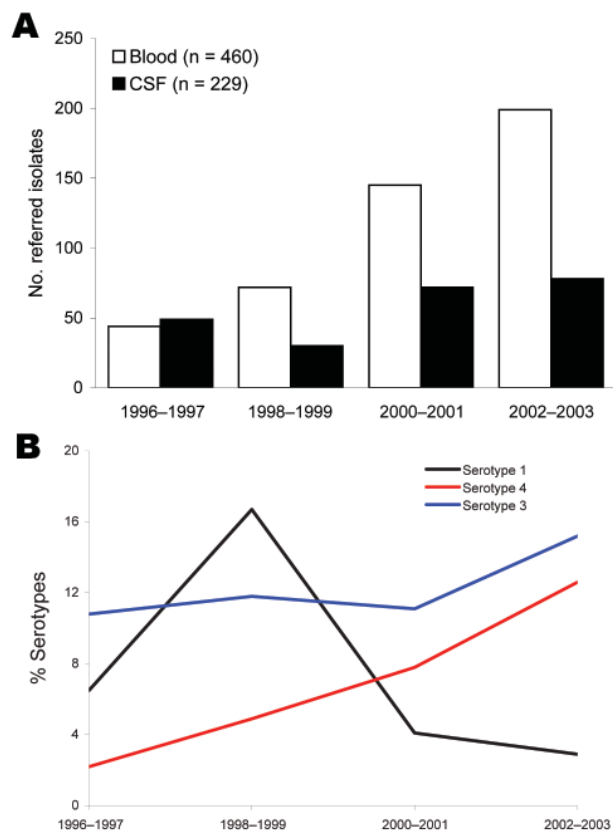 A
250
Blood (n = 460)
CSF (n = 229)
200
150
100
50
0
No. referred isolates
1996–1997 1998–1999 2000–2001 2002–2003
B
20
Serotype 1
Serotype 4
Serotype 3
16
12
8
4
0
% Serotypes
1996–1997 1998–1999 2000–2001 2002–2003